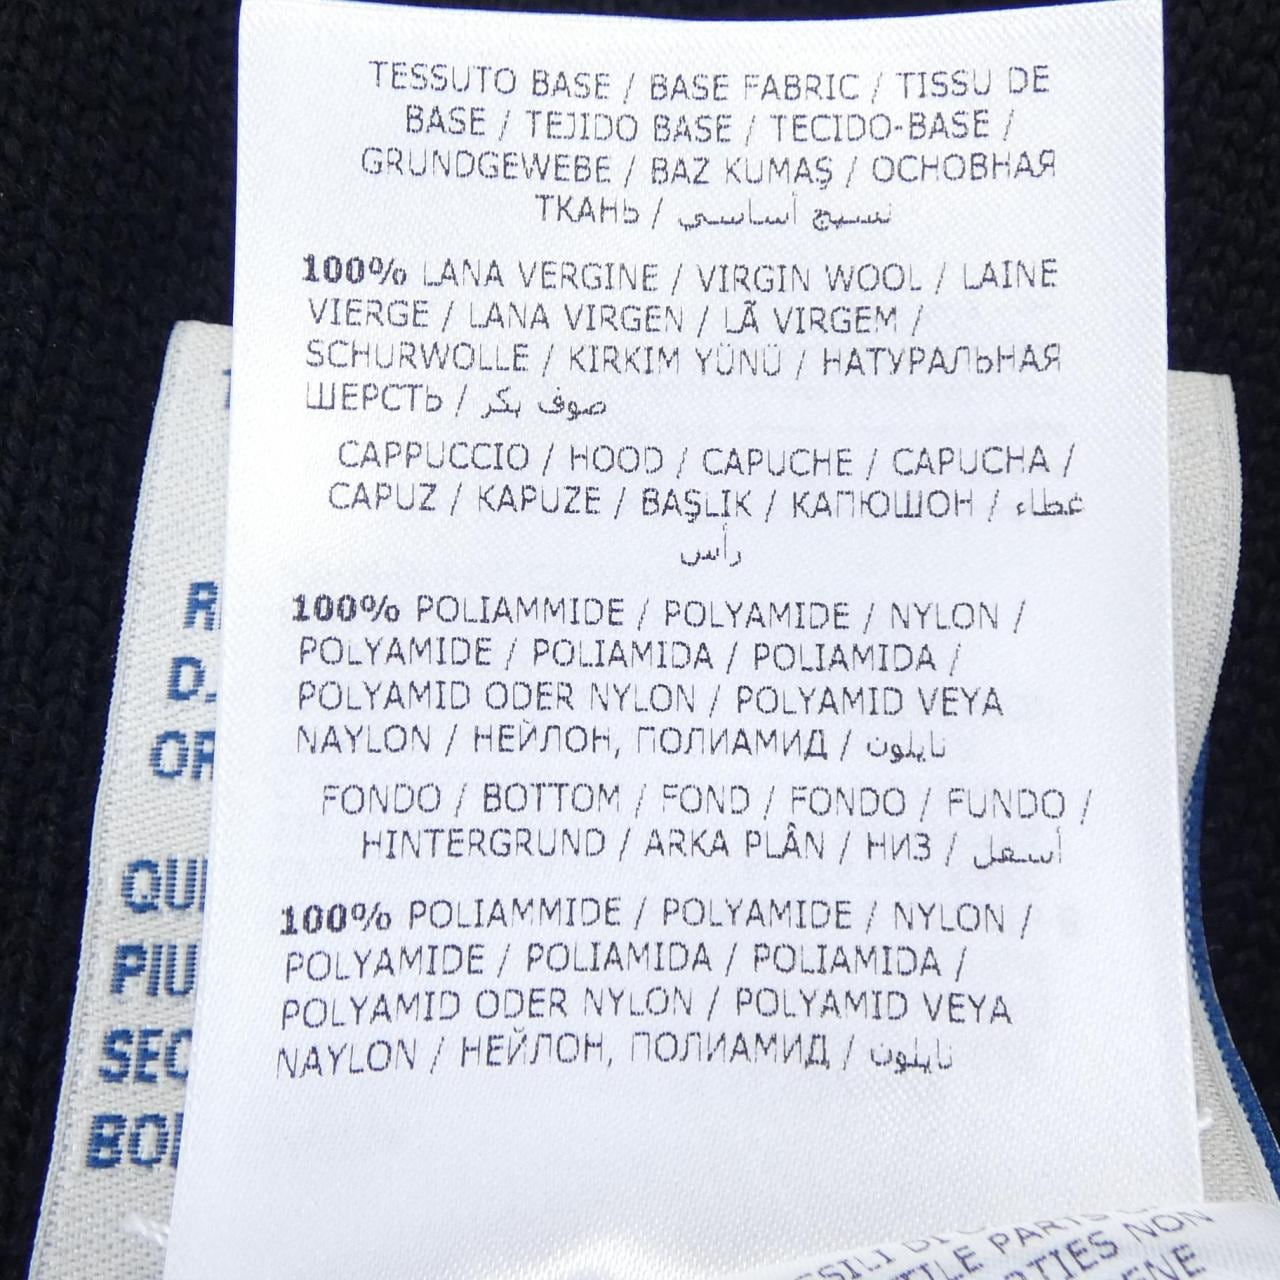 TESSUTO BASE / BASE FABRIC / TISSU DE
BASE / TEJIDO BASE / TECIDO-BASE /
GRUNDGEWEBE / BAZ KUMAŞ / ОСНОВНАЯ
ТКАНЬ / نسيج أساسي
100% LANA VERGINE / VIRGIN WOOL / LAINE
VIERGE / LANA VIRGEN / LÃ VIRGEM /
SCHURWOLLE / KIRKIM YÜNÜ / НАТУРАЛЬНАЯ
ШЕРСТЬ / صوف بكر
CAPPUCCIO / HOOD / CAPUCHE / CAPUCHA /
CAPUZ / KAPUZE / BAŞLIK / КАПЮШОН / غطاء
رأس
100% POLIAMMIDE / POLYAMIDE / NYLON /
POLYAMIDE / POLIAMIDA / POLIAMIDA /
POLYAMID ODER NYLON / POLYAMID VEYA
NAYLON / НЕЙЛОН, ПОЛИАМИД / نايلون
FONDO / BOTTOM / FOND / FONDO / FUNDO /
HINTERGRUND / ARKA PLÂN / НИЗ / أسفل
100% POLIAMMIDE / POLYAMIDE / NYLON /
POLYAMIDE / POLIAMIDA / POLIAMIDA /
POLYAMID ODER NYLON / POLYAMID VEYA
NAYLON / НЕЙЛОН, ПОЛИАМИД / نايلون
QUI
PIU
SEC
NON